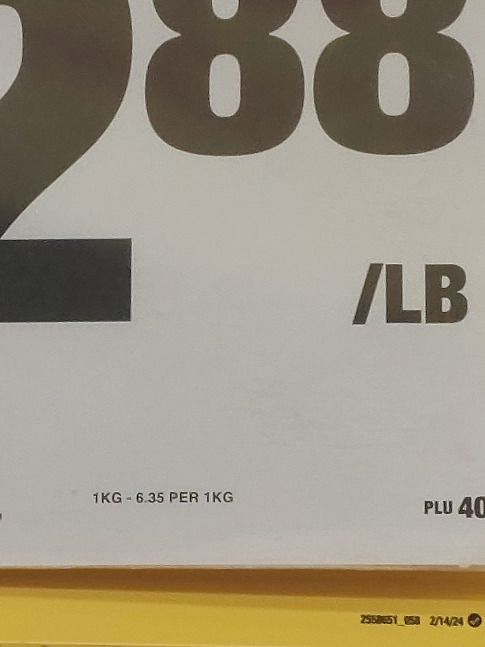 288
/LB
1KG - 6.35 PER 1KG
PLU 40
2558651_058 2/14/24